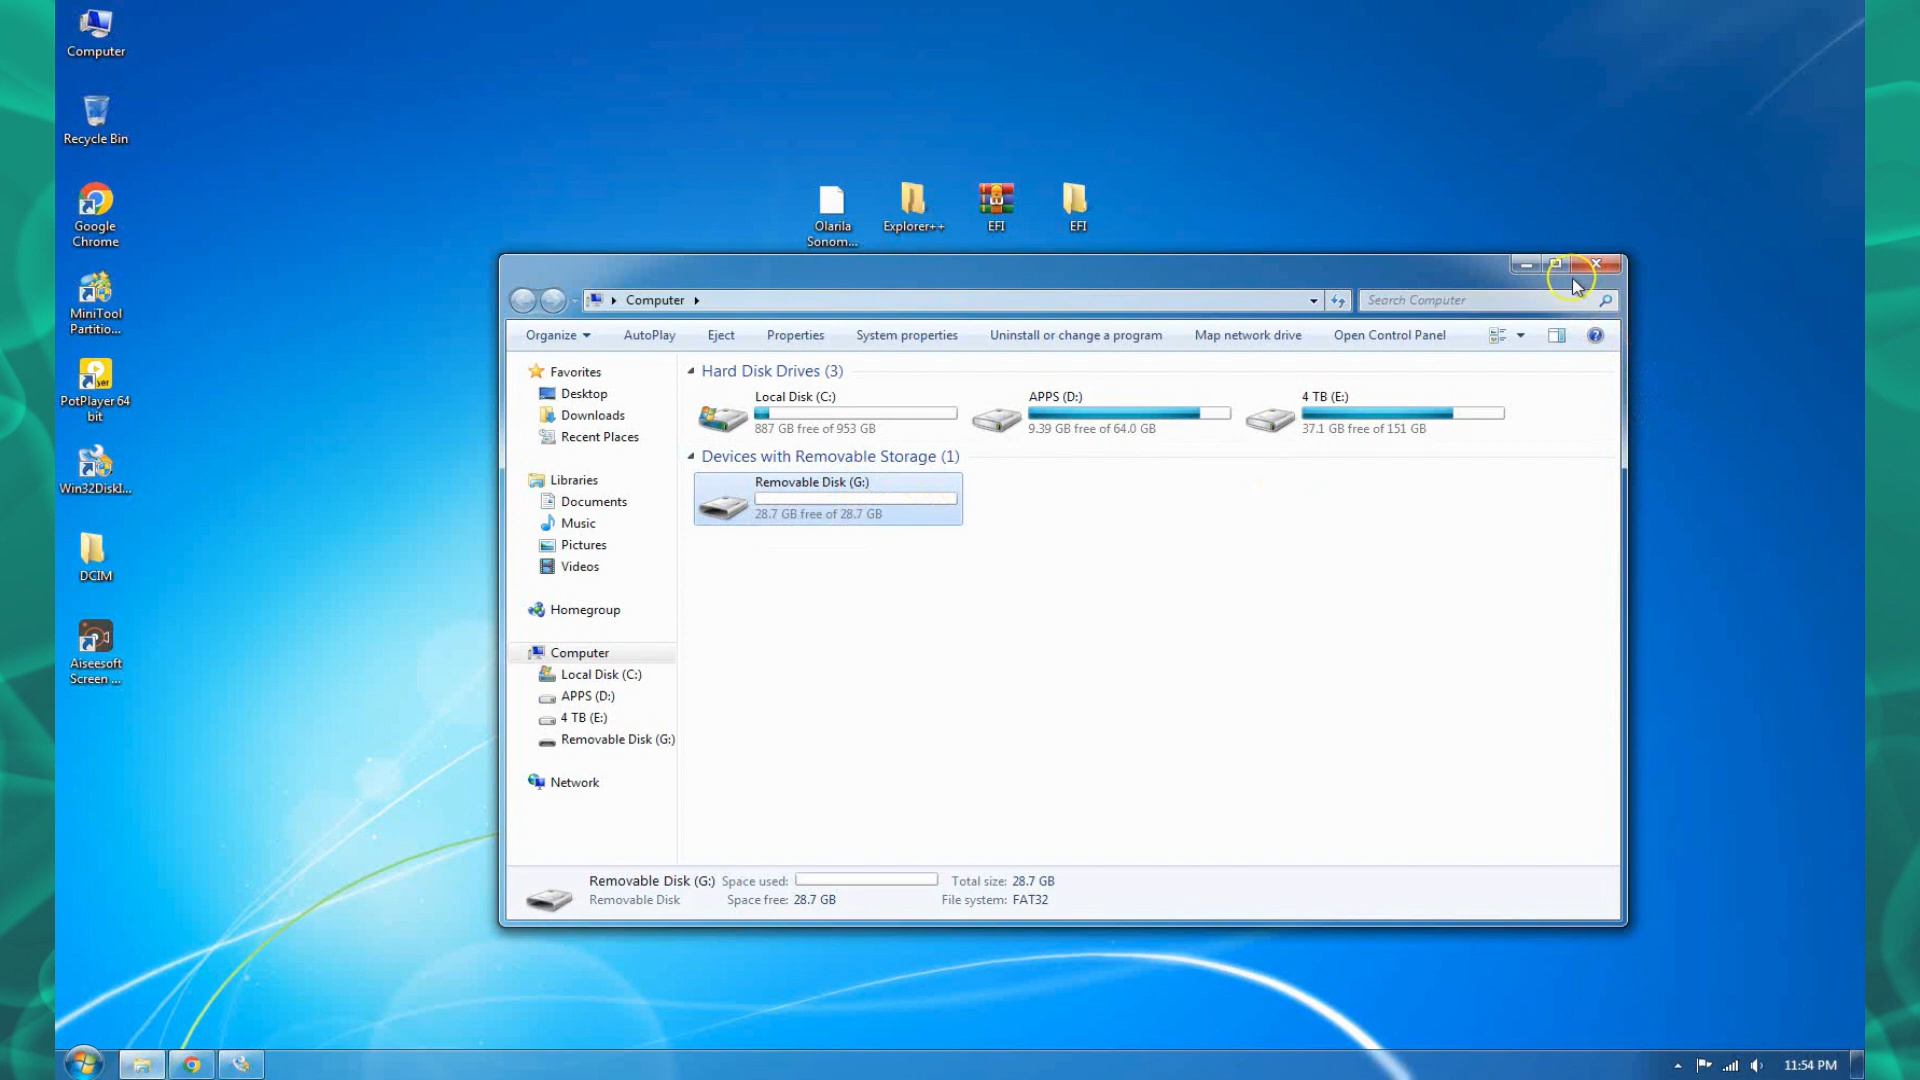 Computer
Recycle Bin
Google
Chrome
MiniTool
Partitio...
PotPlayer 64
bit
Win32DiskI...
DCIM
Aiseesoft
Screen ...
Olarila
Sonom...
Explorer++
EFI
EFI
Computer
Search Computer
Organize
AutoPlay
Eject
Properties
System properties
Uninstall or change a program
Map network drive
Open Control Panel
Favorites
Desktop
Downloads
Recent Places
Libraries
Documents
Music
Pictures
Videos
Homegroup
Computer
Local Disk (C:)
APPS (D:)
4 TB (E:)
Removable Disk (G:)
Network
Hard Disk Drives (3)
Local Disk (C:)
887 GB free of 953 GB
APPS (D:)
9.39 GB free of 64.0 GB
4 TB (E:)
37.1 GB free of 151 GB
Devices with Removable Storage (1)
Removable Disk (G:)
28.7 GB free of 28.7 GB
Removable Disk (G:) Space used: Total size: 28.7 GB
Removable Disk Space free: 28.7 GB File system: FAT32
11:54 PM